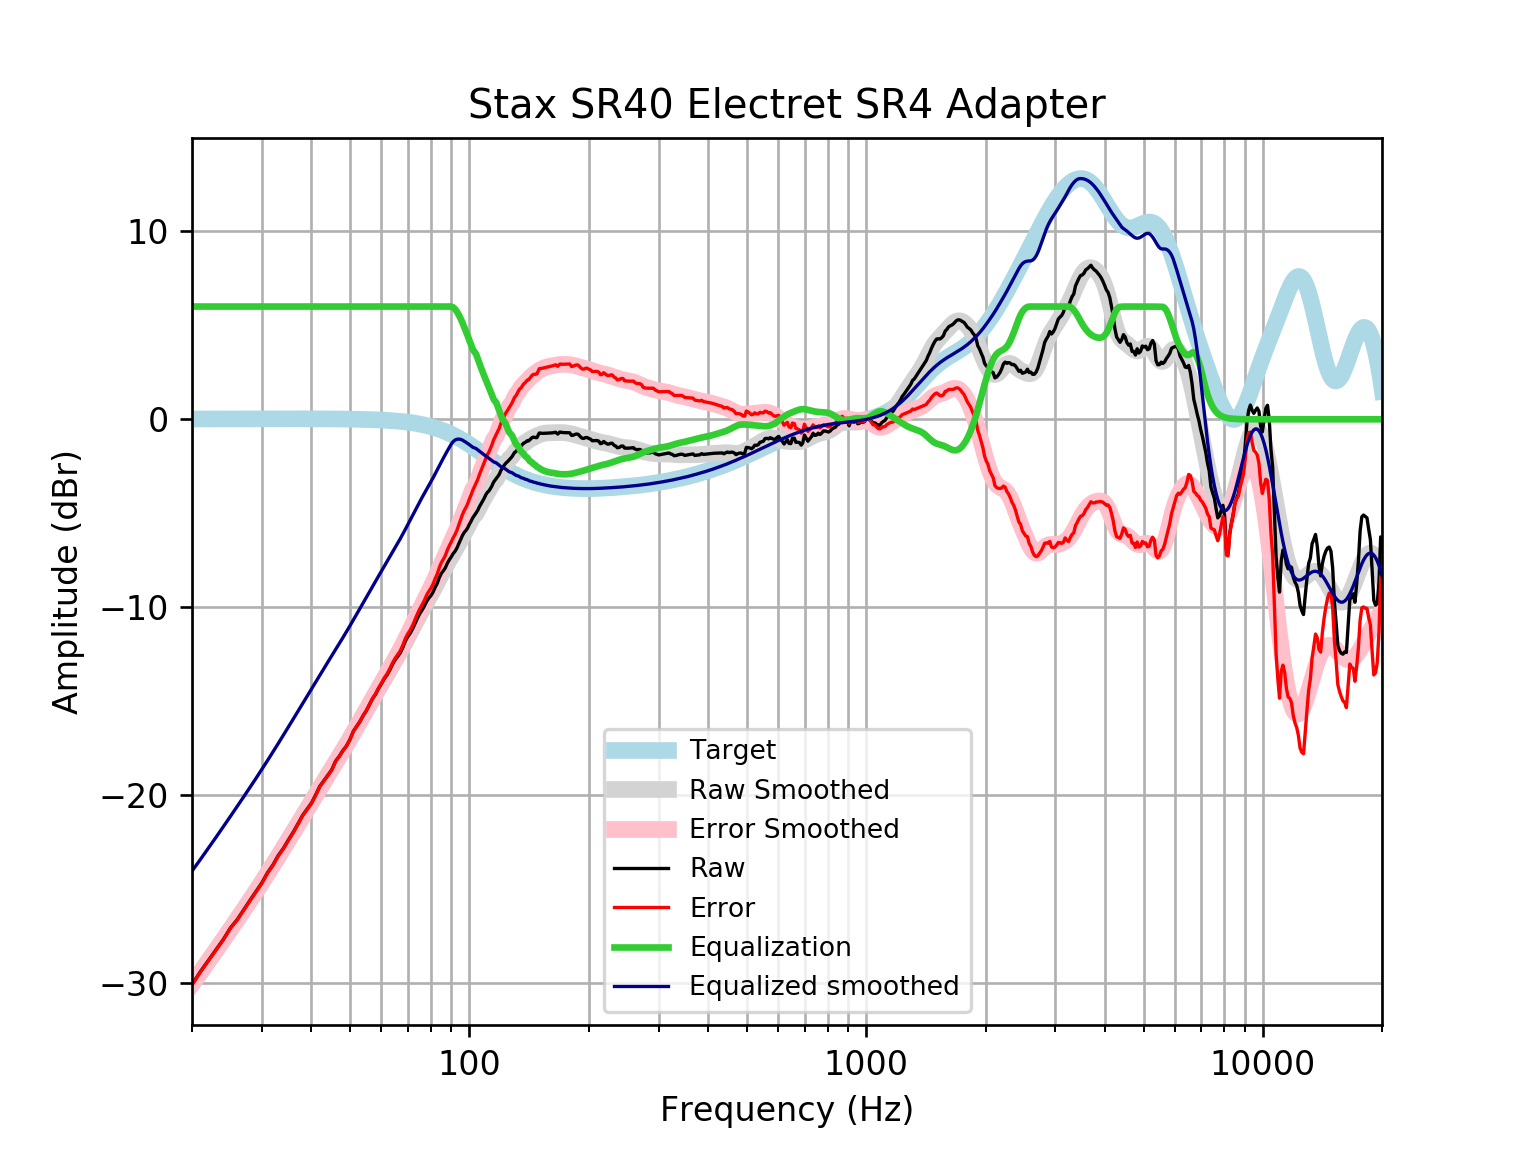 Stax SR40 Electret SR4 Adapter
Amplitude (dBr)
10
0
−10
−20
−30
Target
Raw Smoothed
Error Smoothed
Raw
Error
Equalization
Equalized smoothed
100 1000 10000
Frequency (Hz)